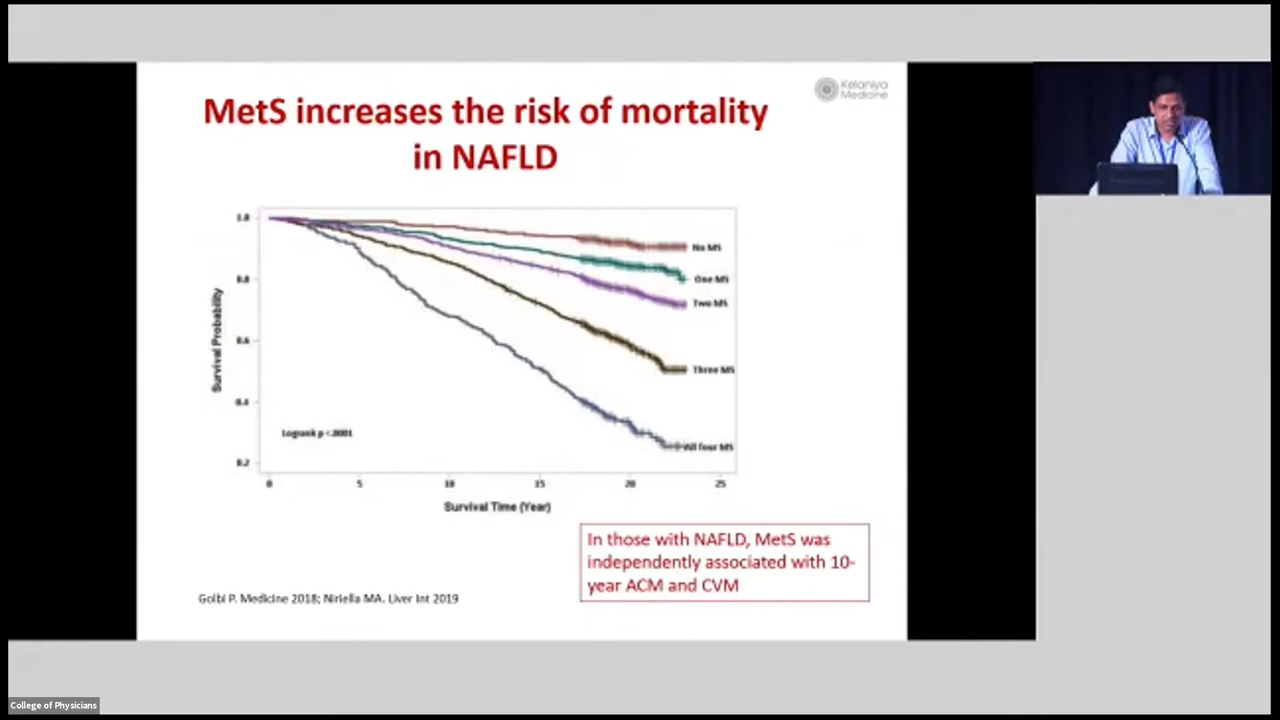 Kelaniya
Medicine
MetS increases the risk of mortality
in NAFLD
1.0
0.8
0.6
0.4
0.2
Survival Probability
No MS
One MS
Two MS
Three MS
All four MS
Logrank p <.0001
0 5 10 15 20 25
Survival Time (Year)
In those with NAFLD, MetS was
independently associated with 10-
year ACM and CVM
Golbi P. Medicine 2018; Niriella MA. Liver Int 2019
College of Physicians